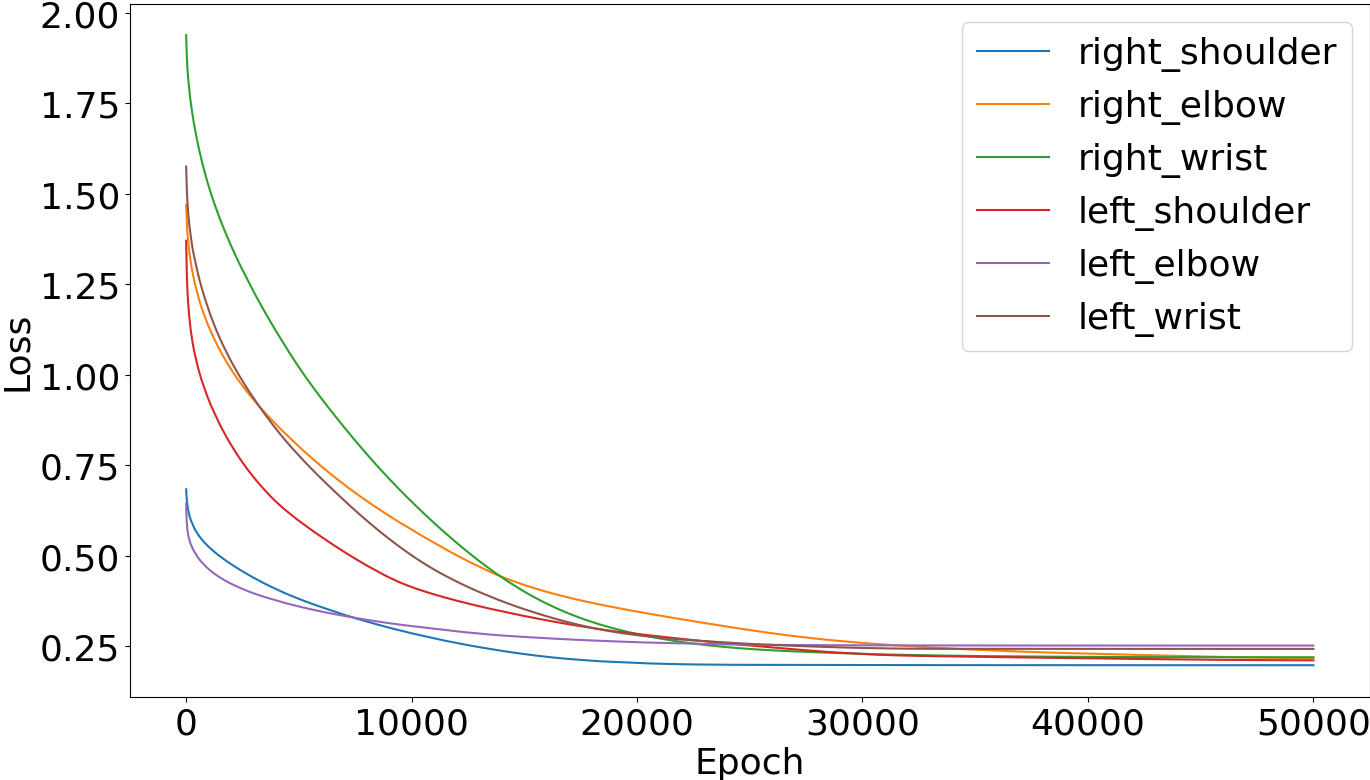 2.00
1.75
1.50
1.25
1.00
0.75
0.50
0.25
Loss
right_shoulder
right_elbow
right_wrist
left_shoulder
left_elbow
left_wrist
0 10000 20000 30000 40000 50000
Epoch